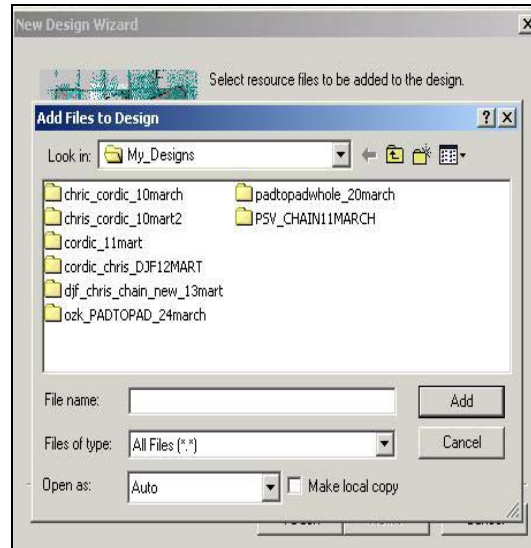 New Design Wizard
Select resource files to be added to the design.
Add Files to Design
Look in: My_Designs
chric_cordic_10march
chris_cordic_10mart2
cordic_11mart
cordic_chris_DJF12MART
djf_chris_chain_new_13mart
ozk_PADTOPAD_24march
padtopadwhole_20march
PSV_CHAIN11MARCH
File name:
Add
Files of type: All Files (*.*)
Cancel
Open as: Auto
Make local copy